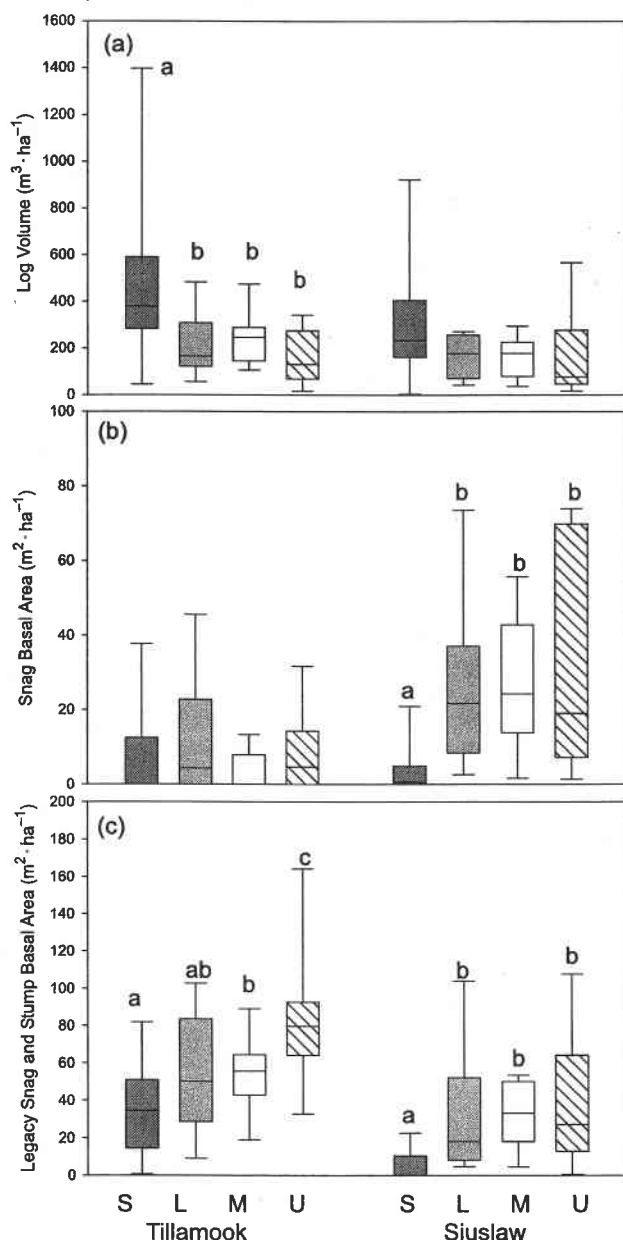 (a)
Log Volume (m³·ha⁻¹)
1600
1400
1200
1000
800
600
400
200
0
a
b
b
b
(b)
Snag Basal Area (m²·ha⁻¹)
100
80
60
40
20
0
a
b
b
b
(c)
Legacy Snag and Stump Basal Area (m²·ha⁻¹)
200
180
160
140
120
100
80
60
40
20
0
a
ab
b
c
a
b
b
b
S L M U S L M U
Tillamook Siuslaw